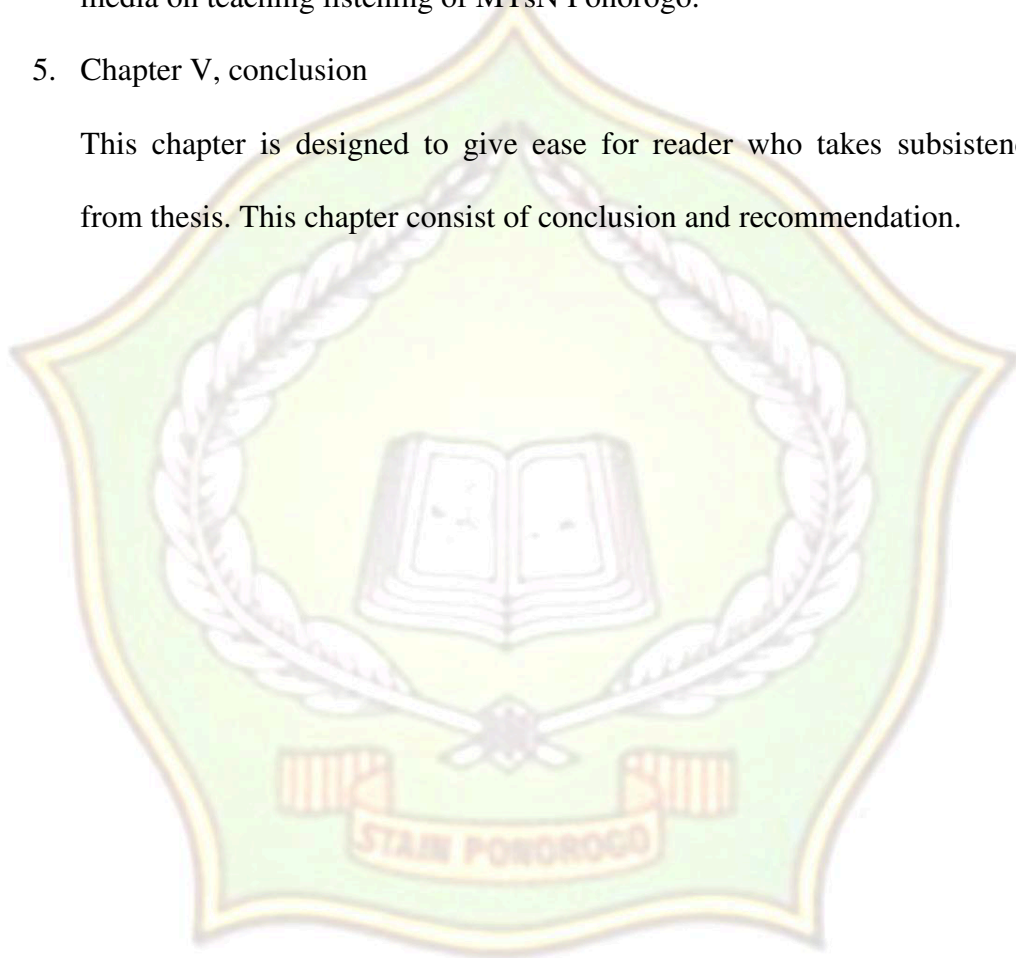 media on teaching listening of MTsN Ponorogo.
5. Chapter V, conclusion
This chapter is designed to give ease for reader who takes
from thesis. This chapter consist of conclusion and recommendation.
STAIN PONOROGO